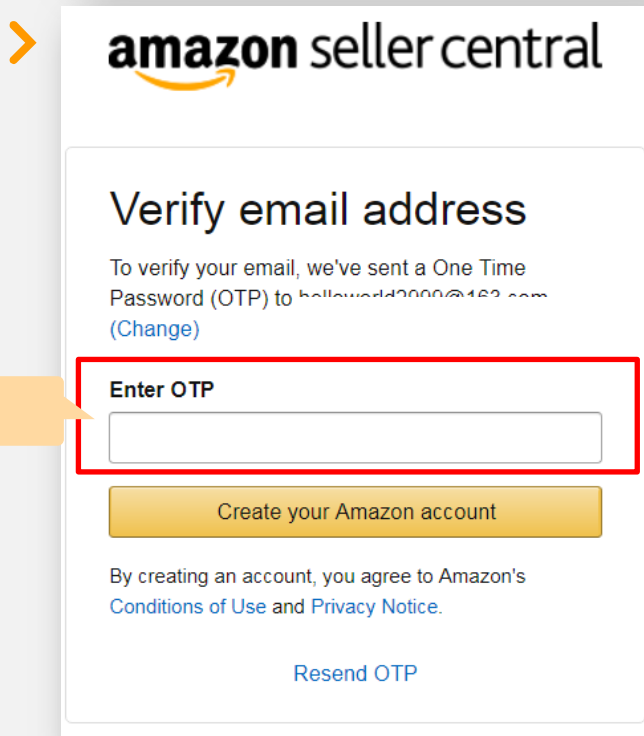 amazon seller central
Verify email address
To verify your email, we've sent a One Time
Password (OTP) to
(Change)
Enter OTP
Create your Amazon account
By creating an account, you agree to Amazon's
Conditions of Use and Privacy Notice.
Resend OTP